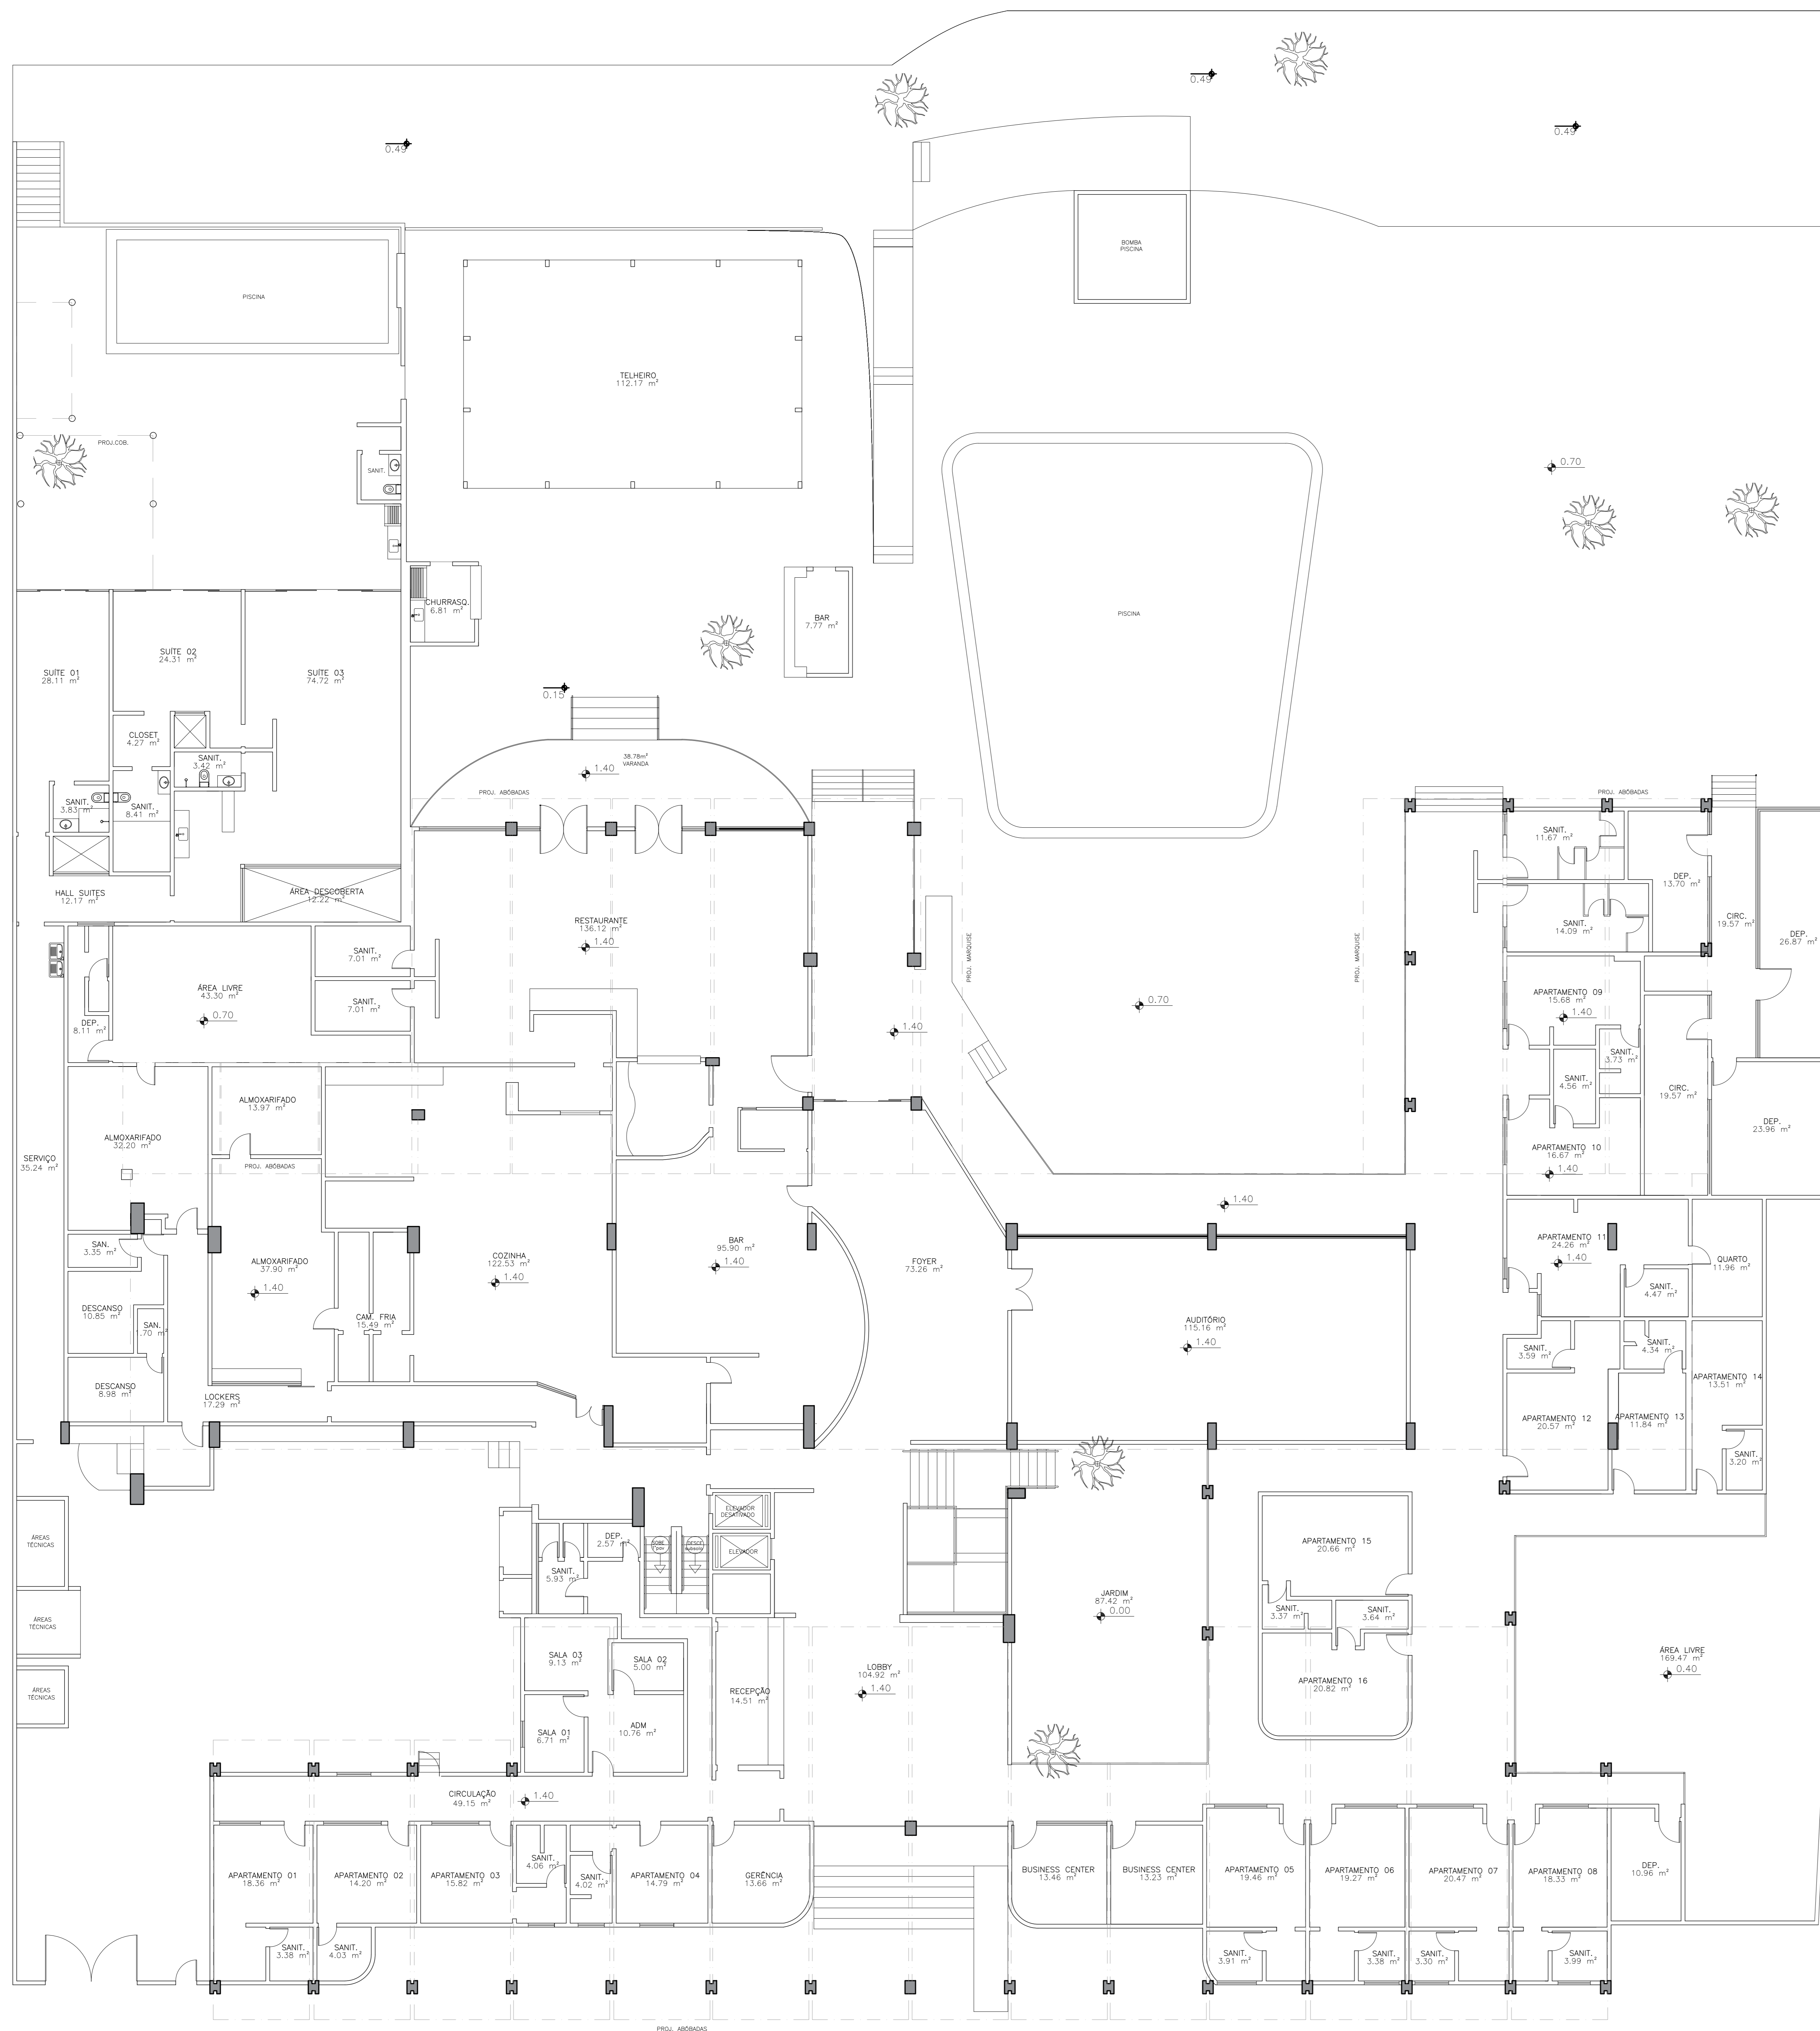 0.49
0.49
0.49
BOMBA
PISCINA
PISCINA
TELHEIRO
112.17 m²
PROJ.COB.
SANIT.
0.70
CHURRASQ.
6.81 m²
BAR
7.77 m²
PISCINA
SUÍTE 01
28.11 m²
SUÍTE 02
24.31 m²
SUÍTE 03
74.72 m²
0.15
CLOSET
4.27 m²
SANIT.
3.42 m²
SANIT.
3.83 m²
SANIT.
8.41 m²
38.78m²
VARANDA
1.40
PROJ. ABÓBADAS
PROJ. ABÓBADAS
HALL SUITES
12.17 m²
ÁREA DESCOBERTA
12.22 m²
RESTAURANTE
136.12 m²
1.40
PROJ. MARQUISE
PROJ. MARQUISE
SANIT.
11.67 m²
DEP.
13.70 m²
SANIT.
14.09 m²
CIRC.
19.57 m²
DEP.
26.87 m²
SANIT.
7.01 m²
SANIT.
7.01 m²
ÁREA LIVRE
43.30 m²
0.70
DEP.
8.11 m²
1.40
0.70
APARTAMENTO 09
15.68 m²
1.40
SANIT.
3.73 m²
SANIT.
4.56 m²
CIRC.
19.57 m²
DEP.
23.96 m²
ALMOXARIFADO
13.97 m²
ALMOXARIFADO
32.20 m²
SERVIÇO
35.24 m²
PROJ. ABÓBADAS
APARTAMENTO 10
16.67 m²
1.40
1.40
SAN.
3.35 m²
ALMOXARIFADO
37.90 m²
1.40
COZINHA
122.53 m²
1.40
BAR
95.90 m²
1.40
FOYER
73.26 m²
AUDITÓRIO
115.16 m²
1.40
APARTAMENTO 11
24.26 m²
1.40
QUARTO
11.96 m²
SANIT.
4.47 m²
DESCANSO
10.85 m²
SAN.
1.70 m²
CAM. FRIA
15.49 m²
SANIT.
3.59 m²
SANIT.
4.34 m²
APARTAMENTO 14
13.51 m²
DESCANSO
8.98 m²
LOCKERS
17.29 m²
APARTAMENTO 12
20.57 m²
APARTAMENTO 13
11.84 m²
SANIT.
3.20 m²
ELEVADOR
DESATIVADO
ÁREAS
TÉCNICAS
DEP.
2.57 m²
SOBE
DESCE
ELEVADOR
SANIT.
5.93 m²
APARTAMENTO 15
20.66 m²
JARDIM
87.42 m²
0.00
SANIT.
3.37 m²
SANIT.
3.64 m²
ÁREAS
TÉCNICAS
SALA 03
9.13 m²
SALA 02
5.00 m²
LOBBY
104.92 m²
1.40
ÁREA LIVRE
169.47 m²
0.40
ÁREAS
TÉCNICAS
RECEPÇÃO
14.51 m²
APARTAMENTO 16
20.82 m²
SALA 01
6.71 m²
ADM
10.76 m²
CIRCULAÇÃO
49.15 m²
1.40
APARTAMENTO 01
18.36 m²
APARTAMENTO 02
14.20 m²
APARTAMENTO 03
15.82 m²
SANIT.
4.06 m²
SANIT.
4.02 m²
APARTAMENTO 04
14.79 m²
GERÊNCIA
13.66 m²
BUSINESS CENTER
13.46 m²
BUSINESS CENTER
13.23 m²
APARTAMENTO 05
19.46 m²
APARTAMENTO 06
19.27 m²
APARTAMENTO 07
20.47 m²
APARTAMENTO 08
18.33 m²
DEP.
10.96 m²
SANIT.
3.38 m²
SANIT.
4.03 m²
SANIT.
3.91 m²
SANIT.
3.38 m²
SANIT.
3.30 m²
SANIT.
3.99 m²
PROJ. ABÓBADAS